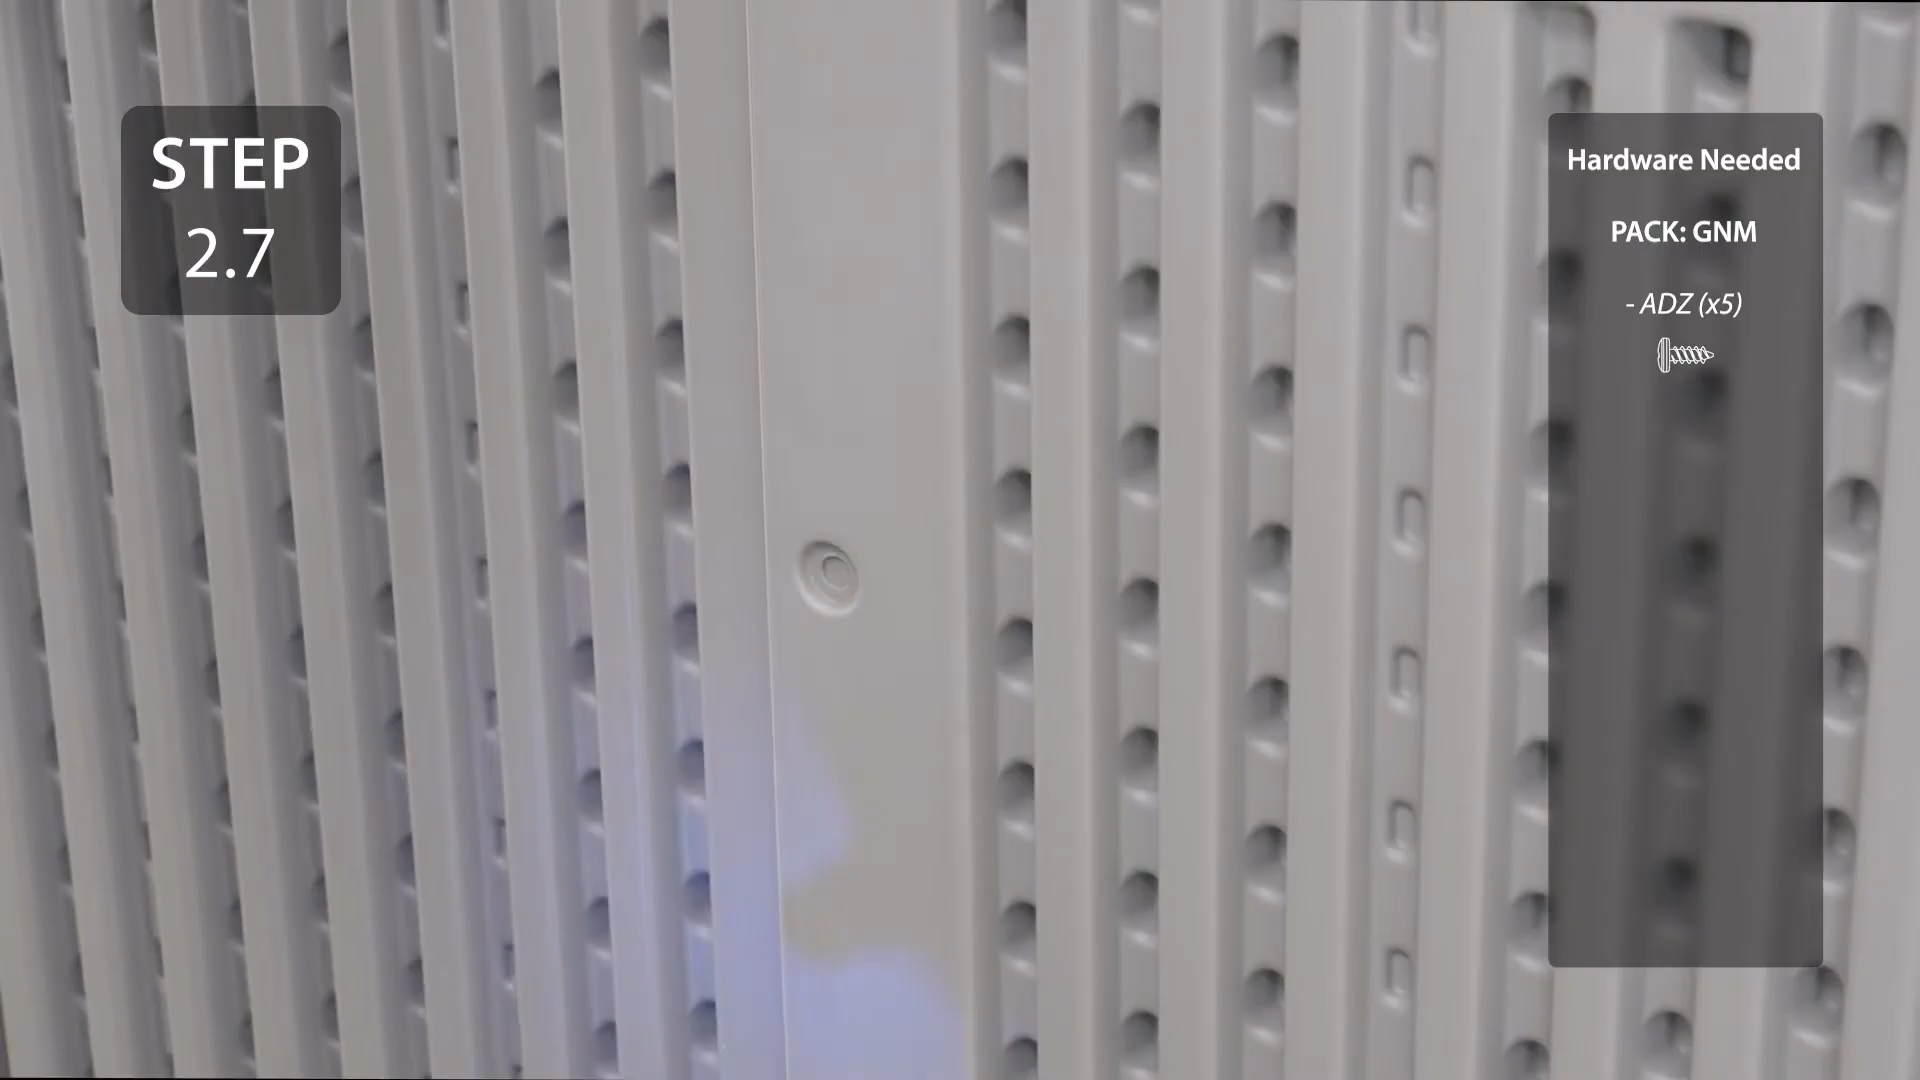 STEP
2.7
Hardware Needed
PACK: GNM
- ADZ (x5)